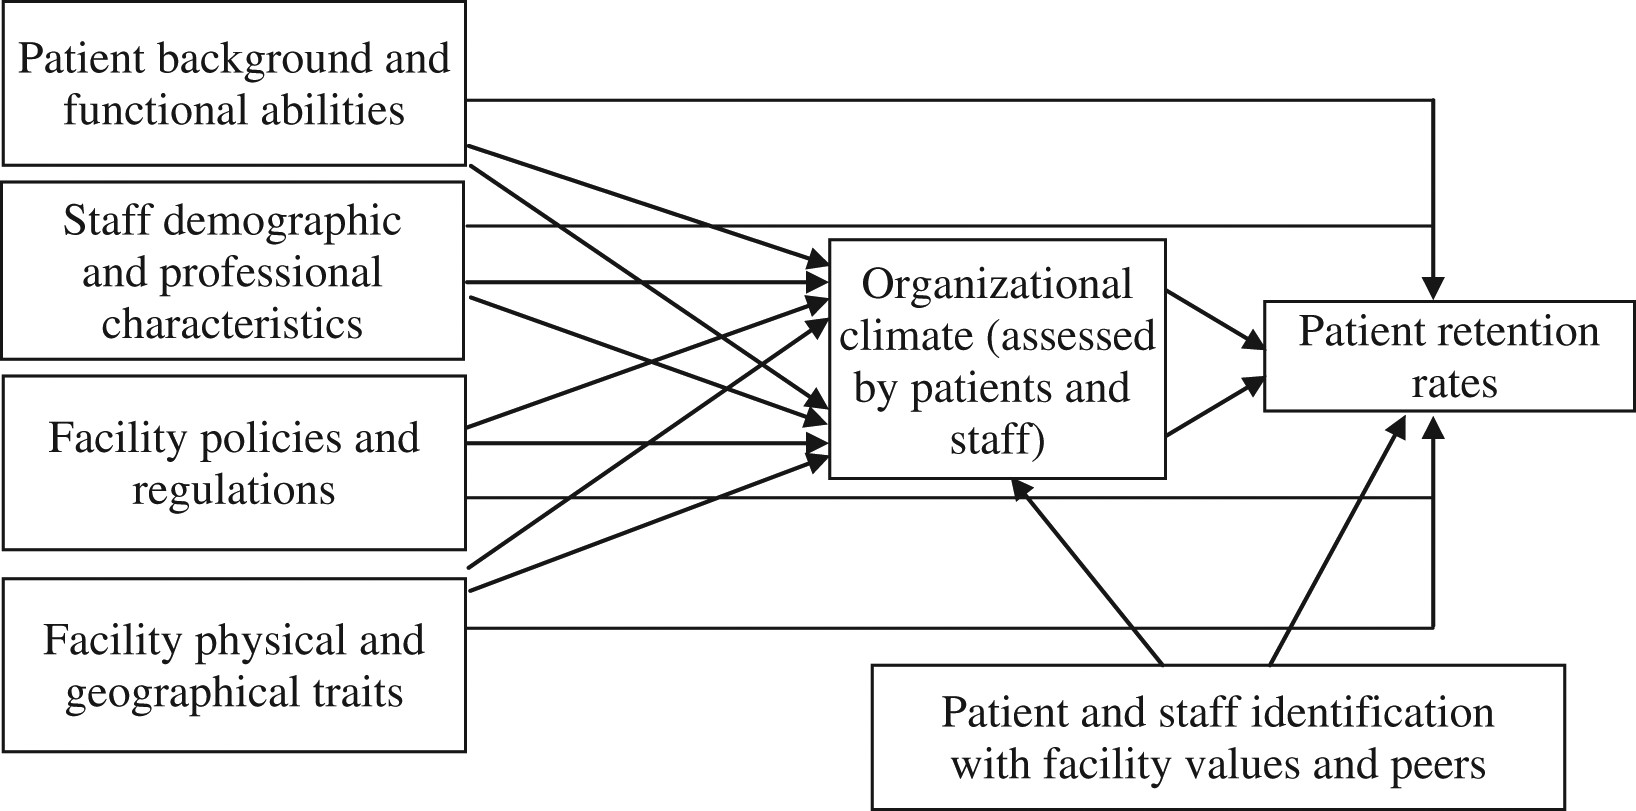 Patient background and
functional abilities
Staff demographic
and professional
characteristics
Facility policies and
regulations
Facility physical and
geographical traits
Organizational
climate (assessed
by patients and
staff)
Patient retention
rates
Patient and staff identification
with facility values and peers